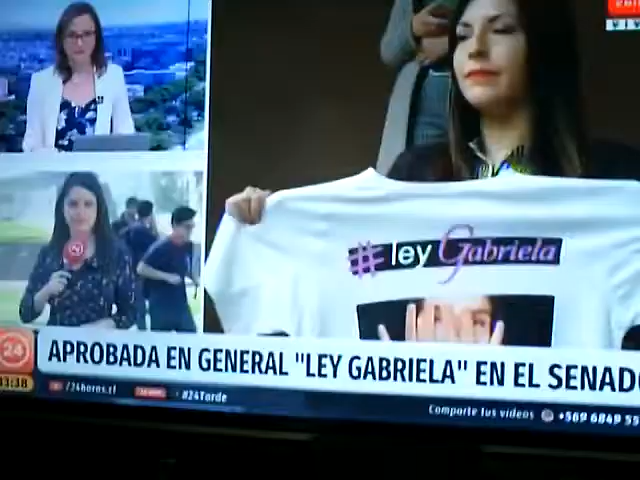 VIVO
#ley Gabriela
24
APROBADA EN GENERAL "LEY GABRIELA" EN EL SENADO
13:38
/24horas.cl
#24Tarde
Comparte tus videos
+569 6849 55